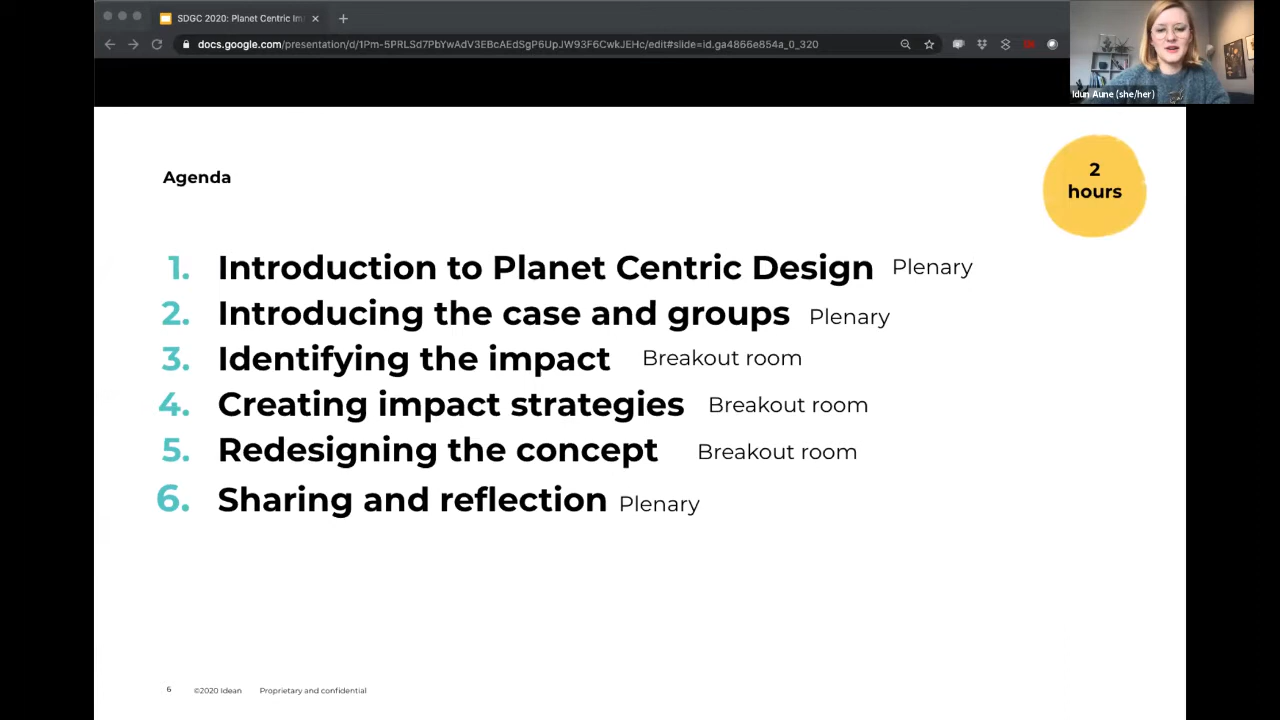 SDGC 2020: Planet Centric Im
docs.google.com/presentation/d/1Pm-5PRLSd7PbYwAdV3EBcAEdSgP6UpJW93F6CwkJEHc/edit#slide=id.ga4866e854a_0_320
Idun Aune (she/her)
Agenda
2
hours
1. Introduction to Planet Centric Design Plenary
2. Introducing the case and groups Plenary
3. Identifying the impact Breakout room
4. Creating impact strategies Breakout room
5. Redesigning the concept Breakout room
6. Sharing and reflection Plenary
6 ©2020 Idean Proprietary and confidential